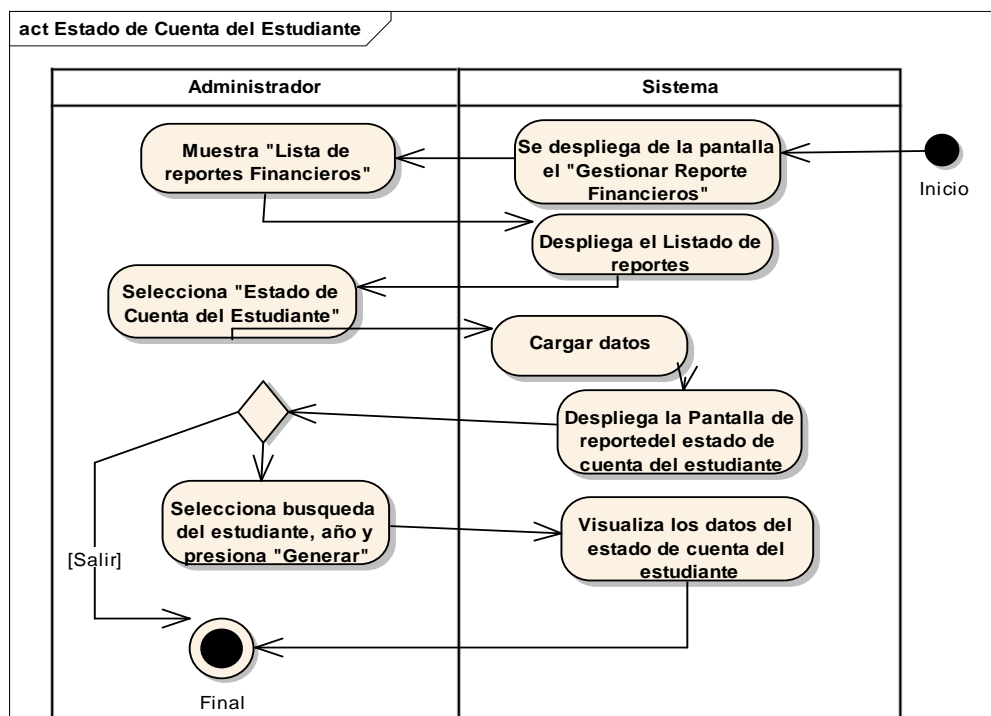 act Estado de Cuenta del Estudiante
Administrador
Sistema
Muestra "Lista de
reportes Financieros"
Se despliega de la pantalla
el "Gestionar Reporte
Financieros"
Inicio
Despliega el Listado de
reportes
Selecciona "Estado de
Cuenta del Estudiante"
Cargar datos
Despliega la Pantalla de
reportedel estado de
cuenta del estudiante
Selecciona busqueda
del estudiante, año y
presiona "Generar"
Visualiza los datos del
estado de cuenta del
estudiante
[Salir]
Final